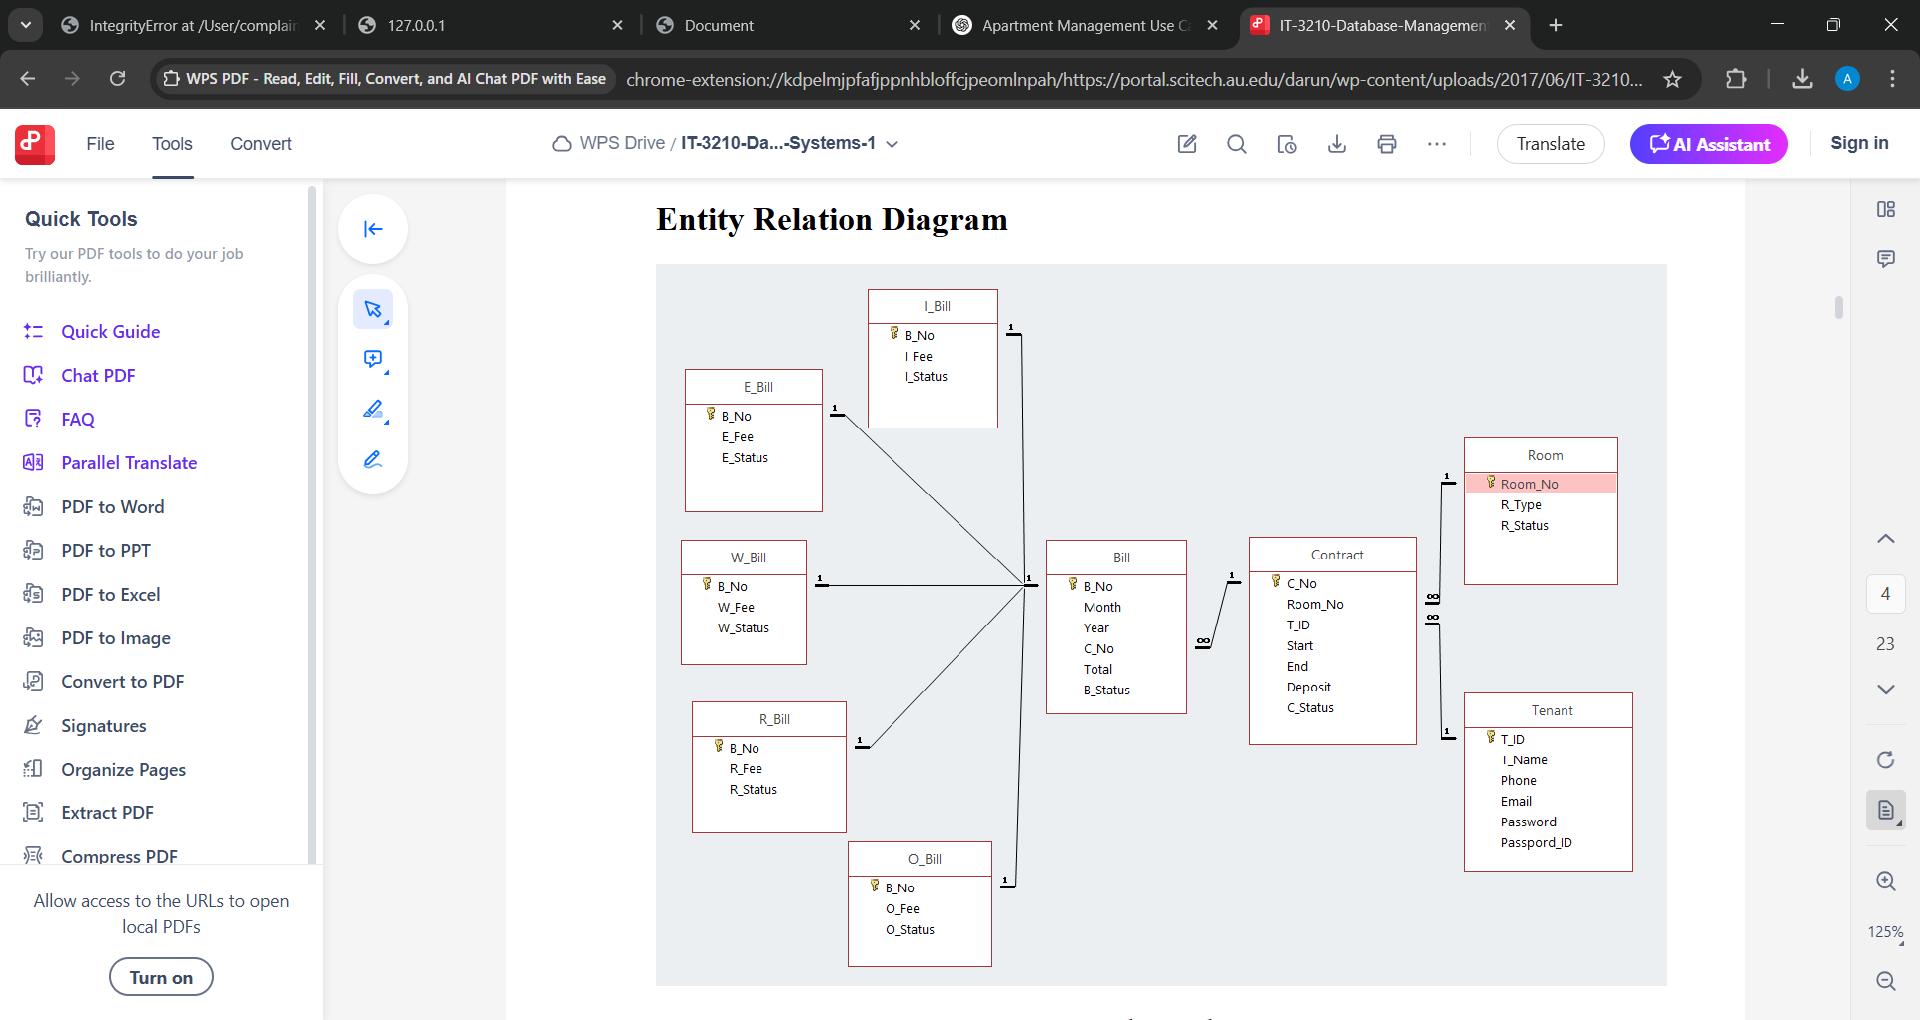 IntegrityError at /User/complain
127.0.0.1
Document
Apartment Management Use Ca
IT-3210-Database-Management
WPS PDF - Read, Edit, Fill, Convert, and AI Chat PDF with Ease
chrome-extension://kdpelmjpfafjppnhbloffcjpeomlnpah/https://portal.scitech.au.edu/darun/wp-content/uploads/2017/06/IT-3210...
A
File
Tools
Convert
WPS Drive / IT-3210-Da...-Systems-1
Translate
AI Assistant
Sign in
Quick Tools
Try our PDF tools to do your job
brilliantly.
Quick Guide
Chat PDF
FAQ
Parallel Translate
PDF to Word
PDF to PPT
PDF to Excel
PDF to Image
Convert to PDF
Signatures
Organize Pages
Extract PDF
Compress PDF
Allow access to the URLs to open
local PDFs
Turn on
Entity Relation Diagram
I_Bill
B_No
I_Fee
I_Status
1
E_Bill
B_No
E_Fee
E_Status
1
W_Bill
B_No
W_Fee
W_Status
1
R_Bill
B_No
R_Fee
R_Status
1
O_Bill
B_No
O_Fee
O_Status
1
1
Bill
B_No
Month
Year
C_No
Total
B_Status
∞
1
Contract
C_No
Room_No
T_ID
Start
End
Deposit
C_Status
∞
∞
1
Room
Room_No
R_Type
R_Status
1
Tenant
T_ID
T_Name
Phone
Email
Password
Passpord_ID
4
23
125%